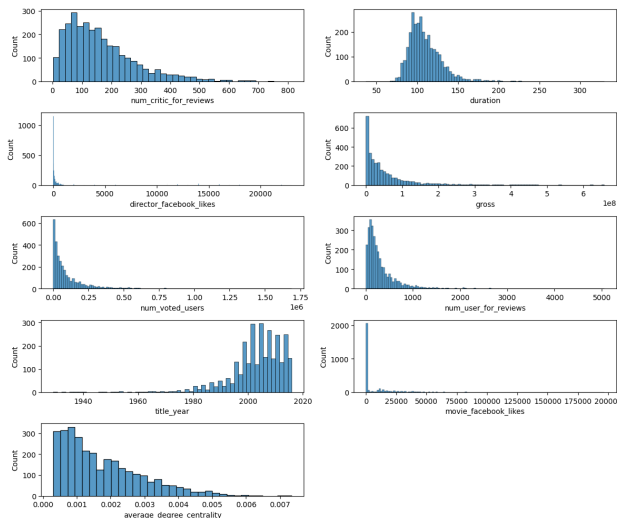 300
200
100
0
Count
0 100 200 300 400 500 600 700 800
num_critic_for_reviews
200
100
0
Count
50 100 150 200 250 300
duration
1000
500
0
Count
0 5000 10000 15000 20000
director_facebook_likes
600
400
200
0
Count
0 1 2 3 4 5 6
1e8
gross
600
400
200
0
Count
0.00 0.25 0.50 0.75 1.00 1.25 1.50 1.75
1e6
num_voted_users
300
200
100
0
Count
0 1000 2000 3000 4000 5000
num_user_for_reviews
300
200
100
0
Count
1940 1960 1980 2000 2020
title_year
2000
1000
0
Count
0 25000 50000 75000 100000 125000 150000 175000 200000
movie_facebook_likes
300
200
100
0
Count
0.000 0.001 0.002 0.003 0.004 0.005 0.006 0.007
average_degree_centrality